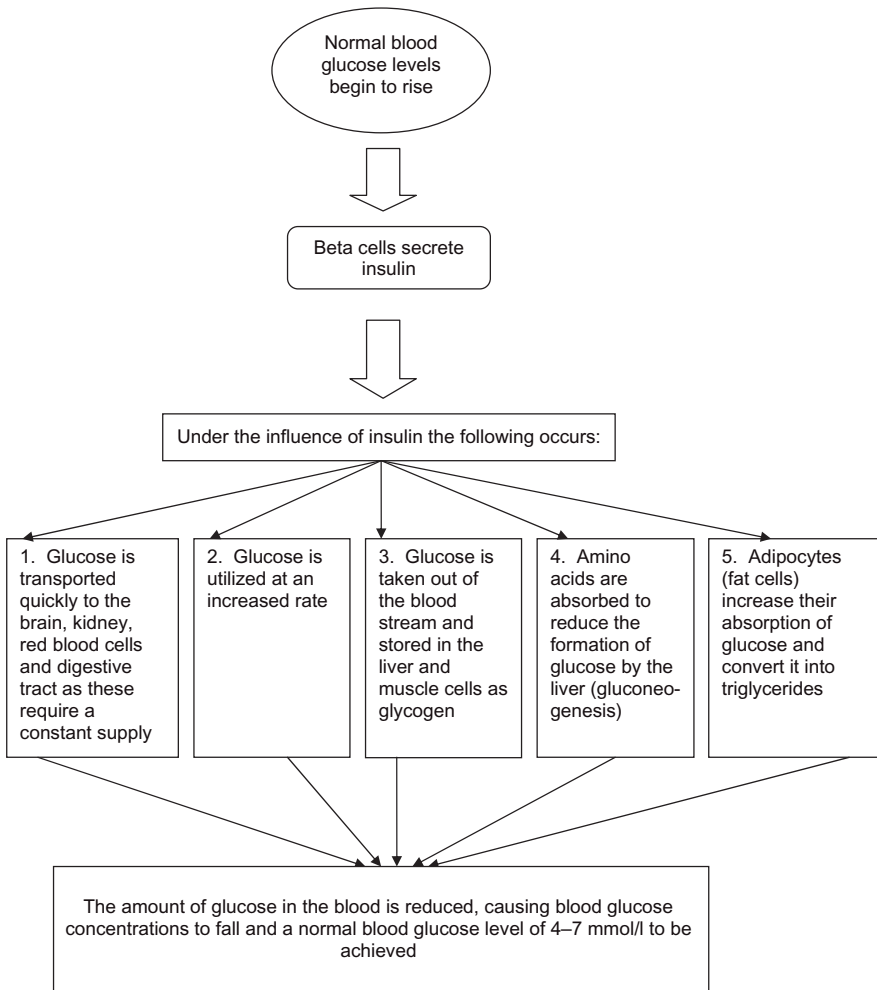 Normal blood
glucose levels
begin to rise
Beta cells secrete
insulin
Under the influence of insulin the following occurs:
1. Glucose is
transported
quickly to the
brain, kidney,
red blood cells
and digestive
tract as these
require a
constant supply
2. Glucose is
utilized at an
increased rate
3. Glucose is
taken out of
the blood
stream and
stored in the
liver and
muscle cells as
glycogen
4. Amino
acids are
absorbed to
reduce the
formation of
glucose by the
liver (gluconeo-
genesis)
5. Adipocytes
(fat cells)
increase their
absorption of
glucose and
convert it into
triglycerides
The amount of glucose in the blood is reduced, causing blood glucose
concentrations to fall and a normal blood glucose level of 4–7 mmol/l to be
achieved